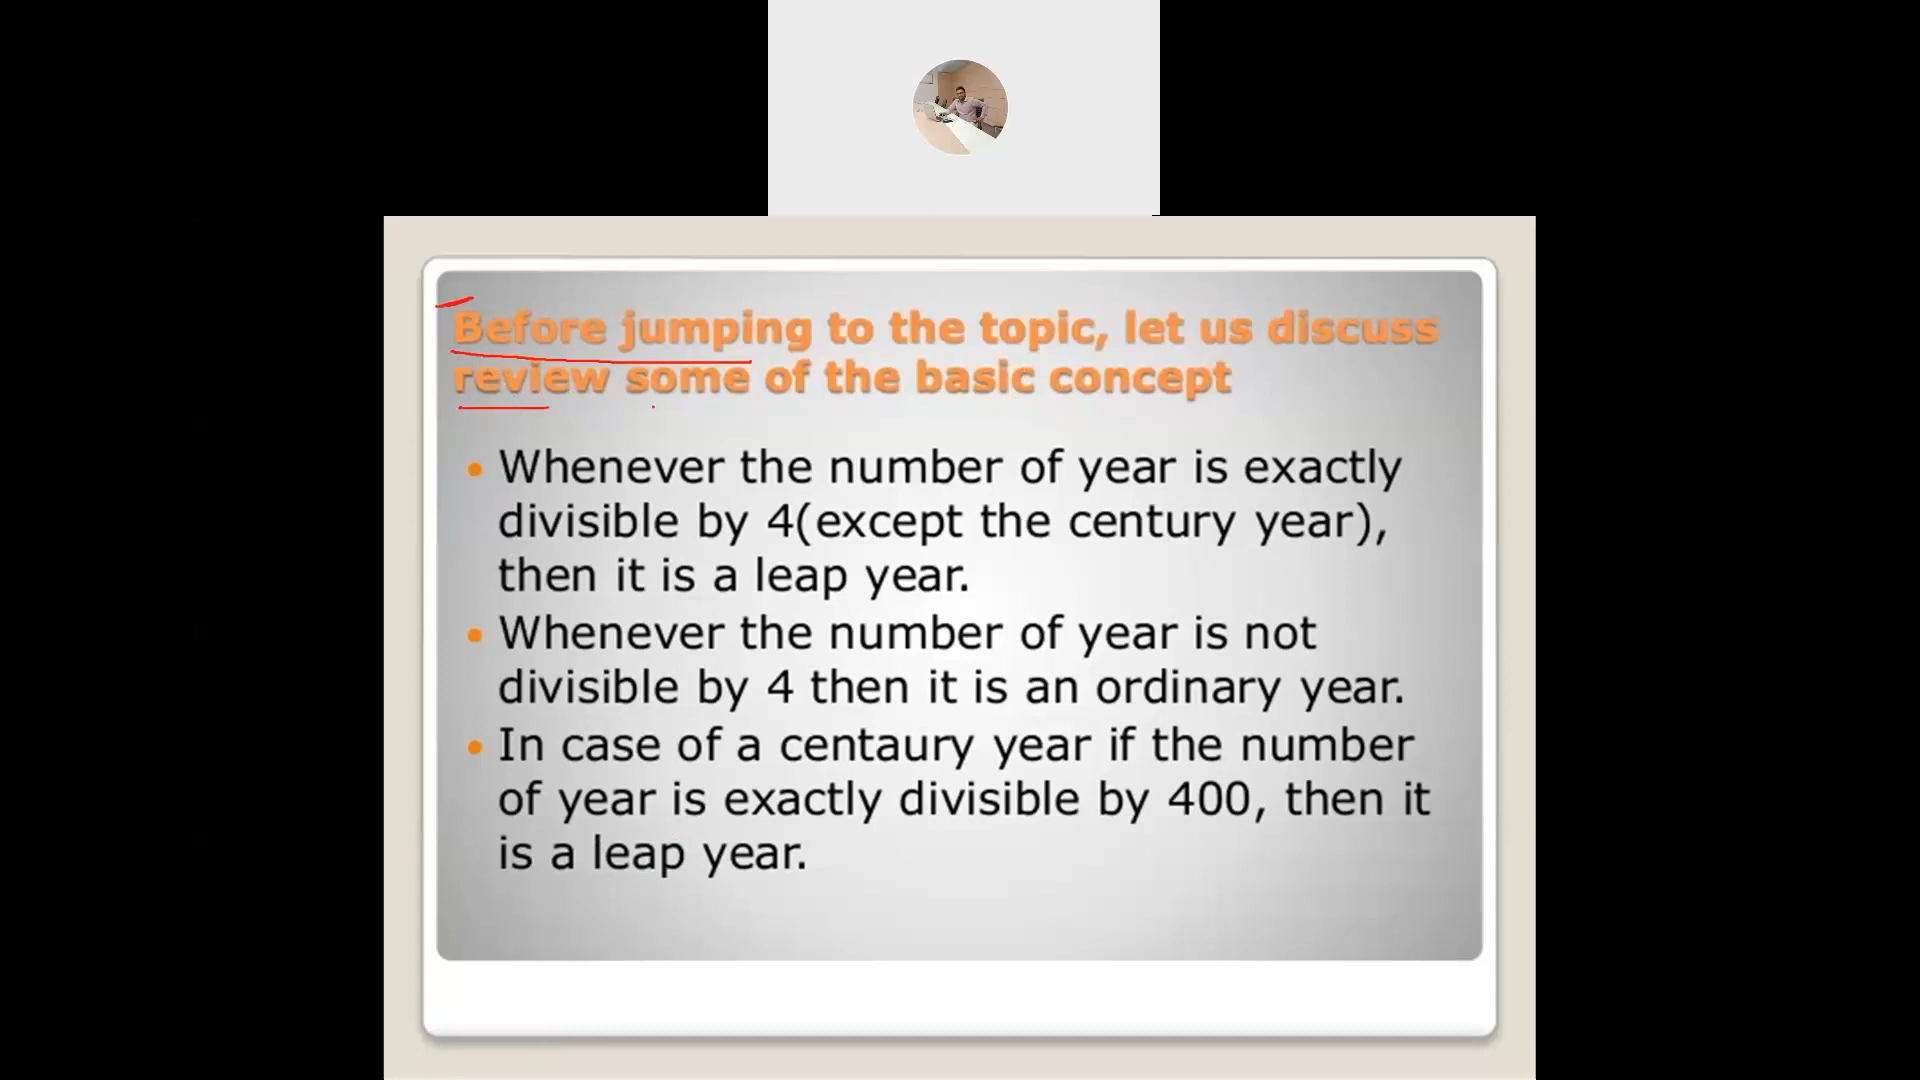 Before jumping to the topic, let us discuss
review some of the basic concept
• Whenever the number of year is exactly
divisible by 4(except the century year),
then it is a leap year.
• Whenever the number of year is not
divisible by 4 then it is an ordinary year.
• In case of a centaury year if the number
of year is exactly divisible by 400, then it
is a leap year.